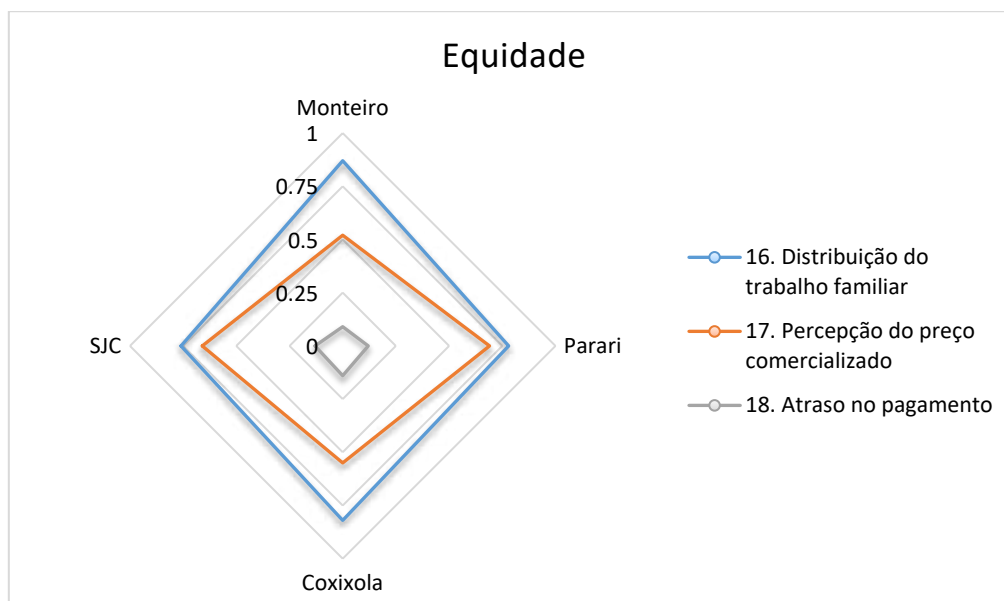 Equidade
Monteiro
1
0.75
0.5
0.25
0
SJC
Parari
Coxixola
16. Distribuição do
trabalho familiar
17. Percepção do preço
comercializado
18. Atraso no pagamento